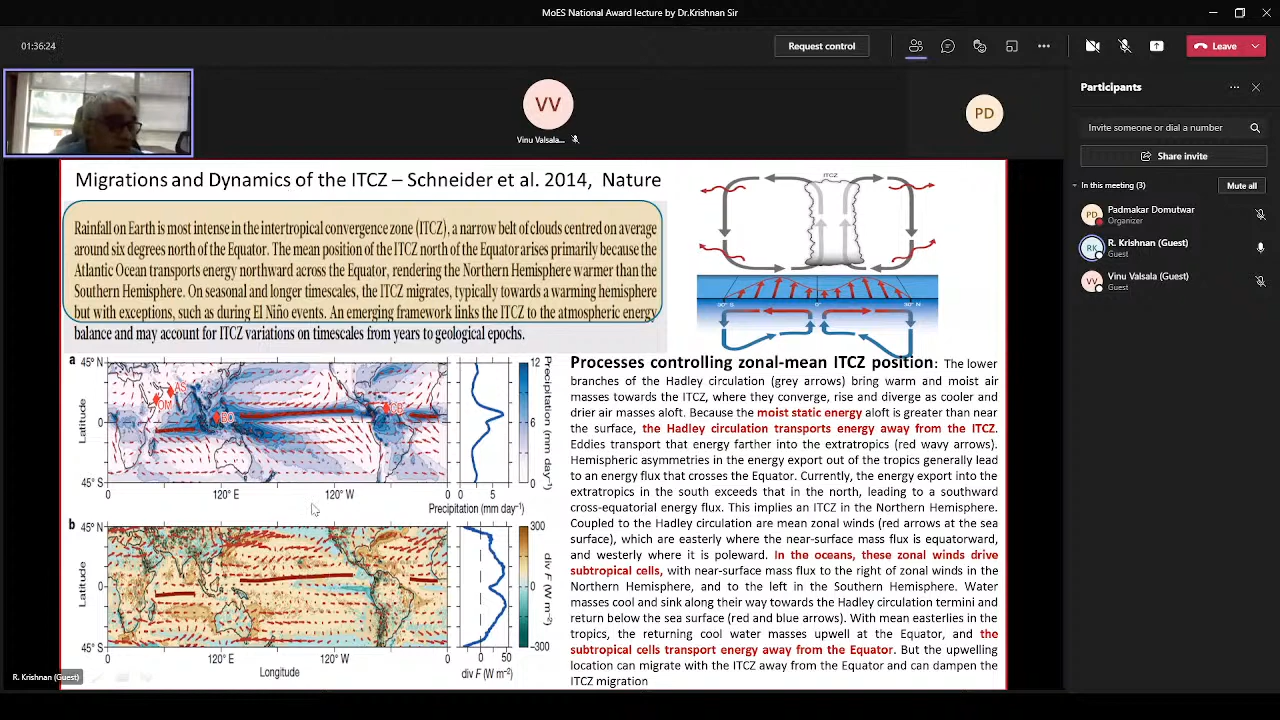 MoES National Award lecture by Dr.Krishnan Sir
01:36:24
Request control
Leave
VV
Vinu Valsala...
PD
Participants
Invite someone or dial a number
Share invite
In this meeting (3)
Mute all
PD
Padmakar Domutwar
Organizer
RK
R. Krishnan (Guest)
Guest
VV
Vinu Valsala (Guest)
Guest
Migrations and Dynamics of the ITCZ – Schneider et al. 2014, Nature
Rainfall on Earth is most intense in the intertropical convergence zone (ITCZ), a narrow belt of clouds centred on average
around six degrees north of the Equator. The mean position of the ITCZ north of the Equator arises primarily because the
Atlantic Ocean transports energy northward across the Equator, rendering the Northern Hemisphere warmer than the
Southern Hemisphere. On seasonal and longer timescales, the ITCZ migrates, typically towards a warming hemisphere
but with exceptions, such as during El Niño events. An emerging framework links the ITCZ to the atmospheric energy
balance and may account for ITCZ variations on timescales from years to geological epochs.
ITCZ
30° S
0°
30° N
a
45° N
Latitude
0
45° S
AS
OM
BO
CB
0
120° E
120° W
0
0
5
Precipitation (mm day⁻¹)
12
6
0
Precipitation (mm day⁻¹)
b
45° N
Latitude
0
45° S
0
120° E
120° W
0
Longitude
0
50
div F (W m⁻²)
300
0
−300
div F (W m⁻²)
Processes controlling zonal-mean ITCZ position: The lower
branches of the Hadley circulation (grey arrows) bring warm and moist air
masses towards the ITCZ, where they converge, rise and diverge as cooler and
drier air masses aloft. Because the moist static energy aloft is greater than near
the surface, the Hadley circulation transports energy away from the ITCZ.
Eddies transport that energy farther into the extratropics (red wavy arrows).
Hemispheric asymmetries in the energy export out of the tropics generally lead
to an energy flux that crosses the Equator. Currently, the energy export into the
extratropics in the south exceeds that in the north, leading to a southward
cross-equatorial energy flux. This implies an ITCZ in the Northern Hemisphere.
Coupled to the Hadley circulation are mean zonal winds (red arrows at the sea
surface), which are easterly where the near-surface mass flux is equatorward,
and westerly where it is poleward. In the oceans, these zonal winds drive
subtropical cells, with near-surface mass flux to the right of zonal winds in the
Northern Hemisphere, and to the left in the Southern Hemisphere. Water
masses cool and sink along their way towards the Hadley circulation termini and
return below the sea surface (red and blue arrows). With mean easterlies in the
tropics, the returning cool water masses upwell at the Equator, and the
subtropical cells transport energy away from the Equator. But the upwelling
location can migrate with the ITCZ away from the Equator and can dampen the
ITCZ migration
R. Krishnan (Guest)